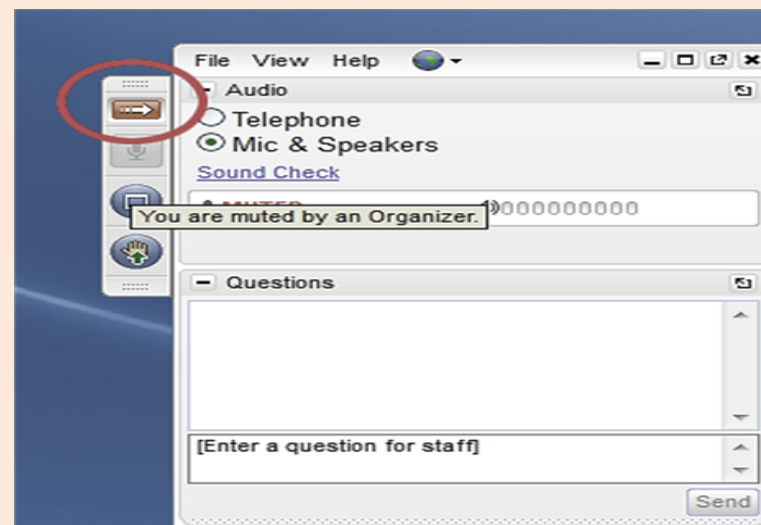 File View Help
Audio
Telephone
Mic & Speakers
Sound Check
MUTED 000000000
You are muted by an Organizer.
Questions
[Enter a question for staff]
Send